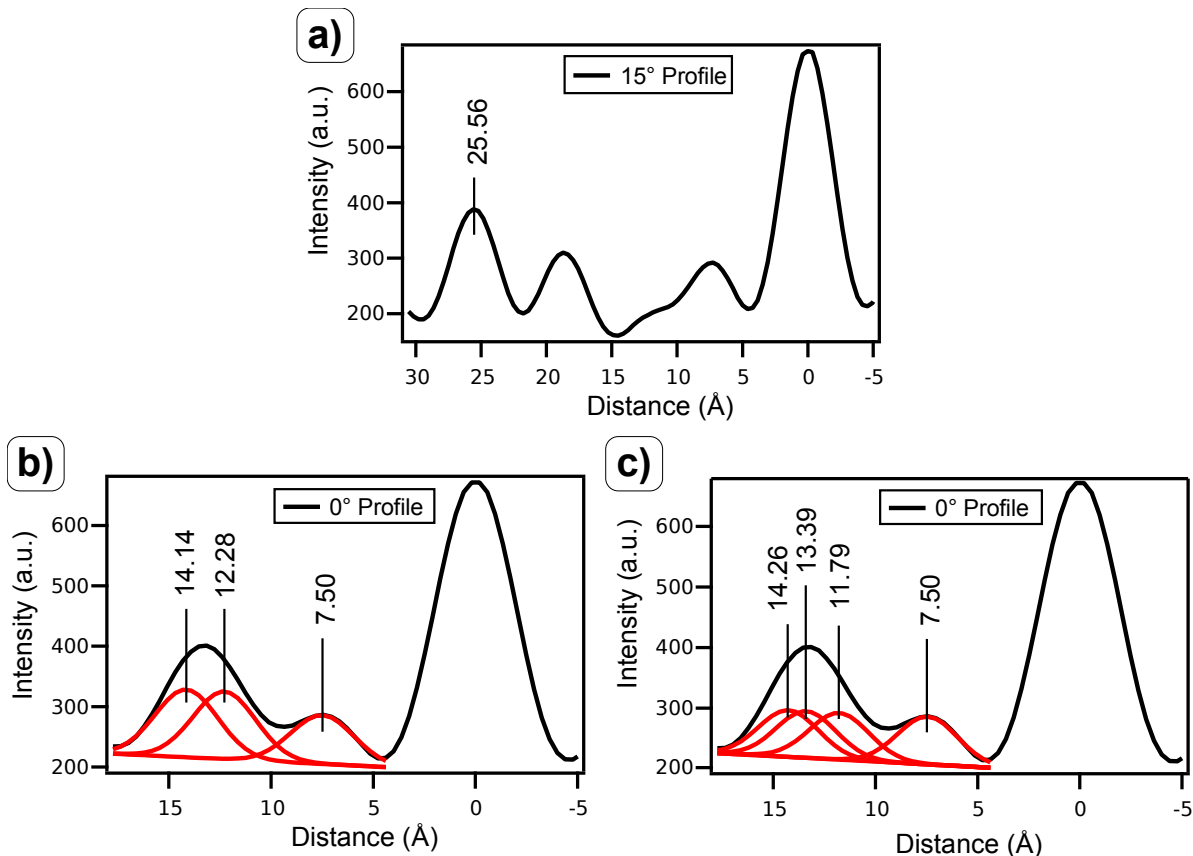 a)
15° Profile
25.56
Intensity (a.u.)
600
500
400
300
200
30 25 20 15 10 5 0 -5
Distance (Å)
b)
0° Profile
14.14
12.28
7.50
Intensity (a.u.)
600
500
400
300
200
15 10 5 0 -5
Distance (Å)
c)
0° Profile
14.26
13.39
11.79
7.50
Intensity (a.u.)
600
500
400
300
200
15 10 5 0 -5
Distance (Å)